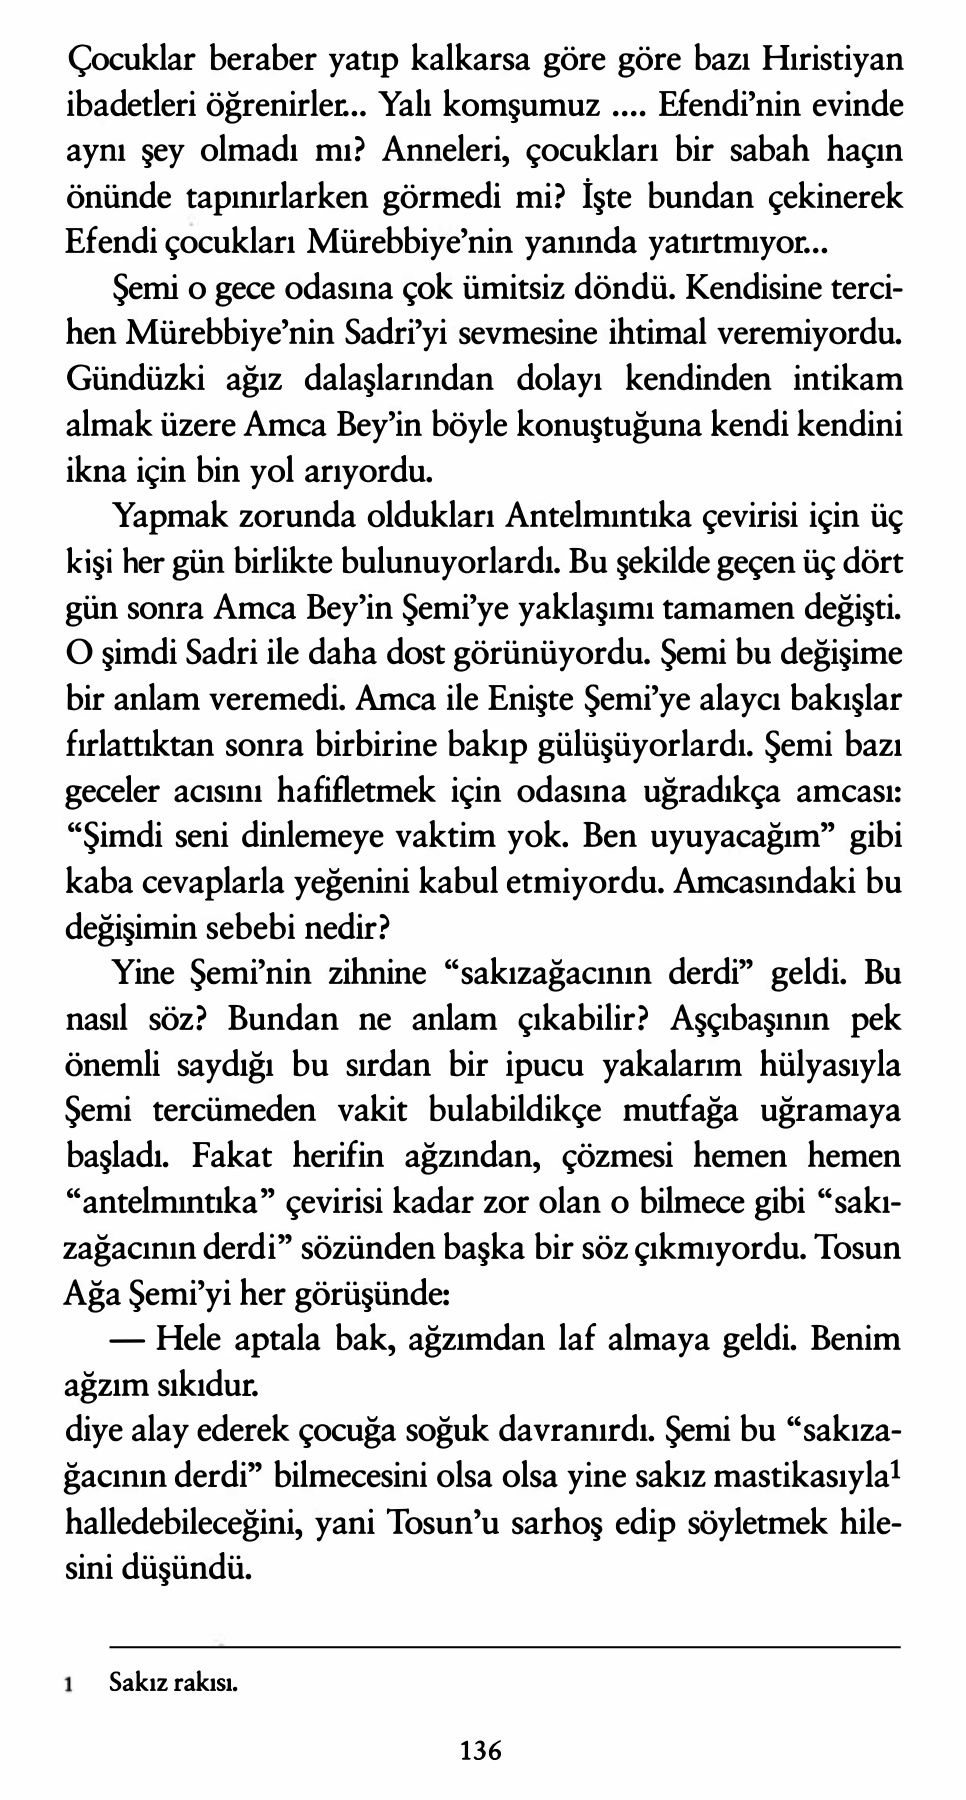 Çocuklar beraber yatıp kalkarsa göre göre bazı Hıristiyan
ibadetleri öğrenirler... Yalı komşumuz .... Efendi’nin evinde
aynı şey olmadı mı? Anneleri, çocukları bir sabah haçın
önünde tapınırlarken görmedi mi? İşte bundan çekinerek
Efendi çocukları Mürebbiye’nin yanında yatırtmıyor...
Şemi o gece odasına çok ümitsiz döndü. Kendisine terci-
hen Mürebbiye’nin Sadri’yi sevmesine ihtimal veremiyordu.
Gündüzki ağız dalaşlarından dolayı kendinden intikam
almak üzere Amca Bey’in böyle konuştuğuna kendi kendini
ikna için bin yol arıyordu.
Yapmak zorunda oldukları Antelmıntıka çevirisi için üç
kişi her gün birlikte bulunuyorlardı. Bu şekilde geçen üç dört
gün sonra Amca Bey’in Şemi’ye yaklaşımı tamamen değişti.
O şimdi Sadri ile daha dost görünüyordu. Şemi bu değişime
bir anlam veremedi. Amca ile Enişte Şemi’ye alaycı bakışlar
fırlattıktan sonra birbirine bakıp gülüşüyorlardı. Şemi bazı
geceler acısını hafifletmek için odasına uğradıkça amcası:
“Şimdi seni dinlemeye vaktim yok. Ben uyuyacağım” gibi
kaba cevaplarla yeğenini kabul etmiyordu. Amcasındaki bu
değişimin sebebi nedir?
Yine Şemi’nin zihnine “sakızağacının derdi” geldi. Bu
nasıl söz? Bundan ne anlam çıkabilir? Aşçıbaşının pek
önemli saydığı bu sırdan bir ipucu yakalarım hülyasıyla
Şemi tercümeden vakit bulabildikçe mutfağa uğramaya
başladı. Fakat herifin ağzından, çözmesi hemen hemen
“antelmıntıka” çevirisi kadar zor olan o bilmece gibi “sakı-
zağacının derdi” sözünden başka bir söz çıkmıyordu. Tosun
Ağa Şemi’yi her görüşünde:
— Hele aptala bak, ağzımdan laf almaya geldi. Benim
ağzım sıkıdur.
diye alay ederek çocuğa soğuk davranırdı. Şemi bu “sakıza-
ğacının derdi” bilmecesini olsa olsa yine sakız mastikasıyla¹
halledebileceğini, yani Tosun’u sarhoş edip söyletmek hile-
sini düşündü.
1 Sakız rakısı.
136